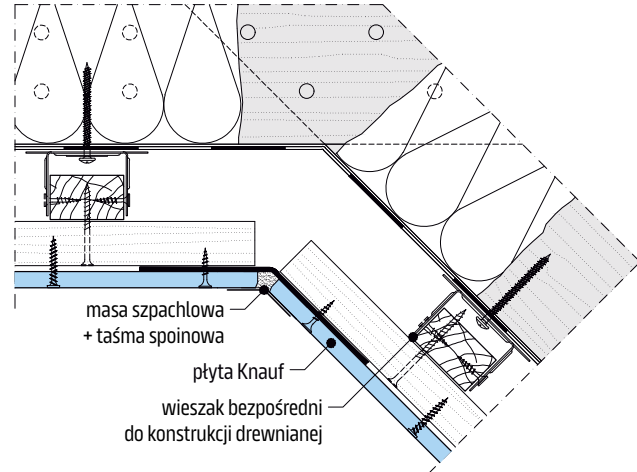 masa szpachlowa
+ taśma spoinowa
płyta Knauf
wieszak bezpośredni
do konstrukcji drewnianej